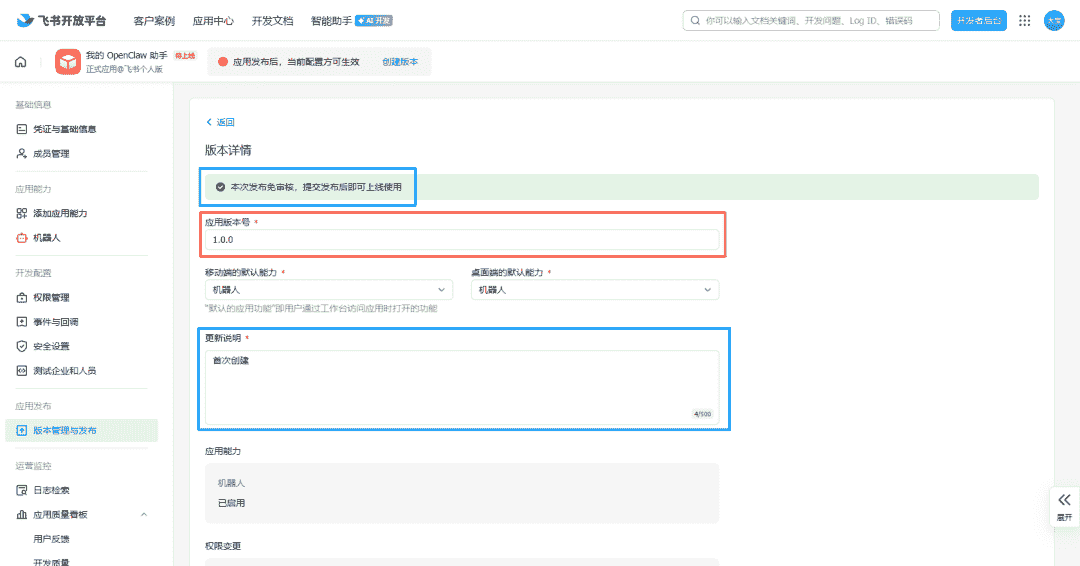 飞书开放平台 客户案例 应用中心 开发文档 智能助手 AI 开发 你可以输入文档关键词、开发问题、Log ID、错误码 开发者后台
我的 OpenClaw 助手 待上线
正式应用@飞书个人版
应用发布后，当前配置方可生效 创建版本
基础信息
凭证与基础信息
成员管理
应用能力
添加应用能力
机器人
开发配置
权限管理
事件与回调
安全设置
测试企业和人员
应用发布
版本管理与发布
运营监控
日志检索
应用质量看板
用户反馈
开发质量
返回
版本详情
本次发布免审核，提交发布后即可上线使用
应用版本号 *
1.0.0
移动端的默认能力 * 桌面端的默认能力 *
机器人 机器人
“默认的应用功能”即用户通过工作台访问应用时打开的功能
更新说明 *
首次创建
4/500
应用能力
机器人
已启用
权限变更
展开